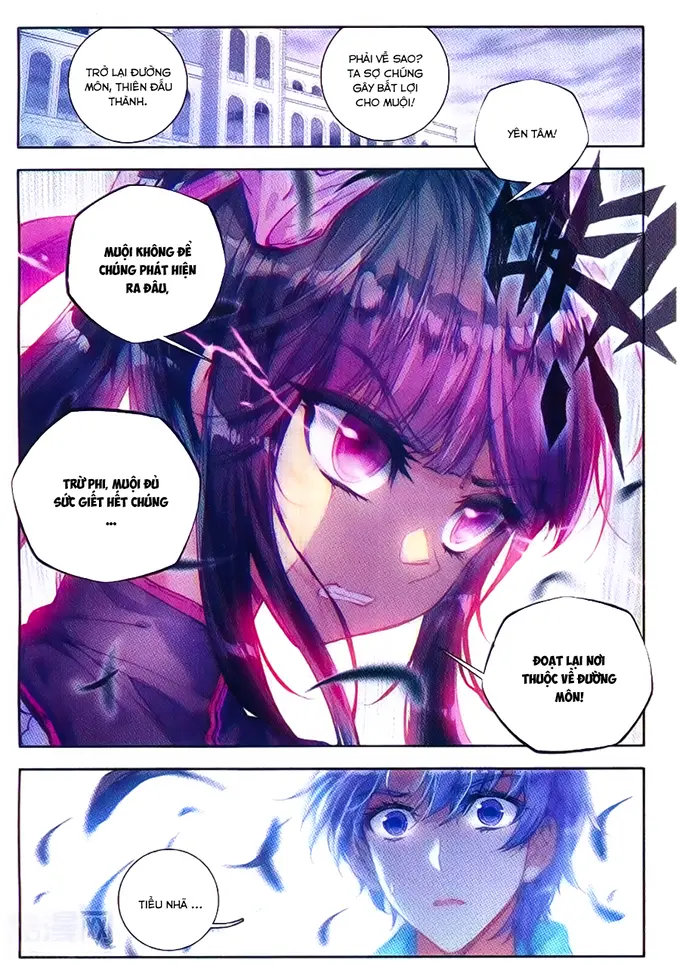 TRỞ LẠI ĐƯỜNG
MÔN, THIÊN ĐẤU
THÀNH.
PHẢI VỀ SAO?
TA SỢ CHÚNG
GÂY BẤT LỢI
CHO MUỘI!
YÊN TÂM!
MUỘI KHÔNG ĐỂ
CHÚNG PHÁT HIỆN
RA ĐÂU,
TRỪ PHI, MUỘI ĐỦ
SỨC GIẾT HẾT CHÚNG
...
ĐOẠT LẠI NƠI
THUỘC VỀ ĐƯỜNG
MÔN!
TIỂU NHÃ ...